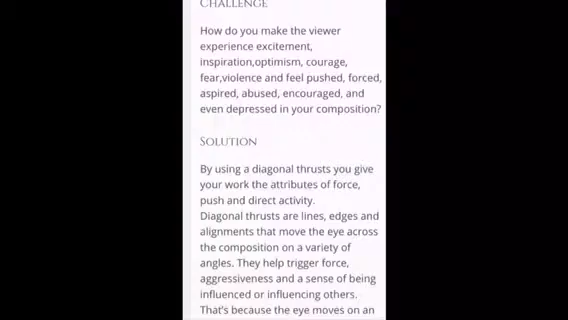 CHALLENGE
How do you make the viewer
experience excitement,
inspiration,optimism, courage,
fear,violence and feel pushed, forced,
aspired, abused, encouraged, and
even depressed in your composition?
SOLUTION
By using a diagonal thrusts you give
your work the attributes of force,
push and direct activity.
Diagonal thrusts are lines, edges and
alignments that move the eye across
the composition on a variety of
angles. They help trigger force,
aggressiveness and a sense of being
influenced or influencing others.
That's because the eye moves on an